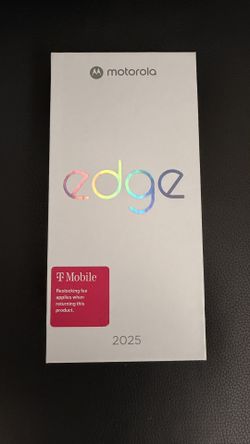 motorola
edge
T Mobile
Restocking fee
applies when
returning this
product.
2025